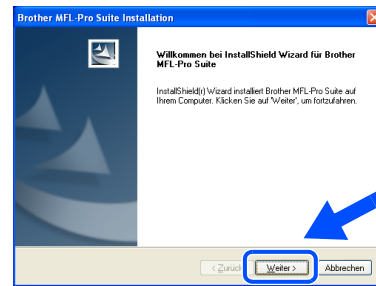 Brother MFL-Pro Suite Installation
Willkommen bei InstallShield Wizard für Brother
MFL-Pro Suite
InstallShield(r) Wizard installiert Brother MFL-Pro Suite auf
Ihrem Computer. Klicken Sie auf 'Weiter', um fortzufahren.
< Zurück Weiter > Abbrechen